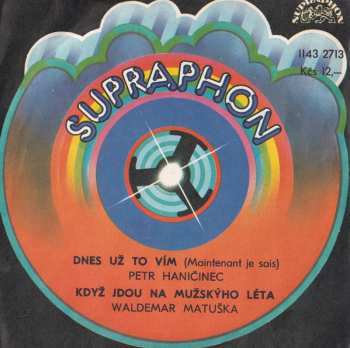 SUPRAPHON
1143 2713
Kčs 12,—
SUPRAPHON
DNES UŽ TO VÍM (Maintenant je sais)
PETR HANIČINEC
KDYŽ JDOU NA MUŽSKÝHO LÉTA
WALDEMAR MATUŠKA